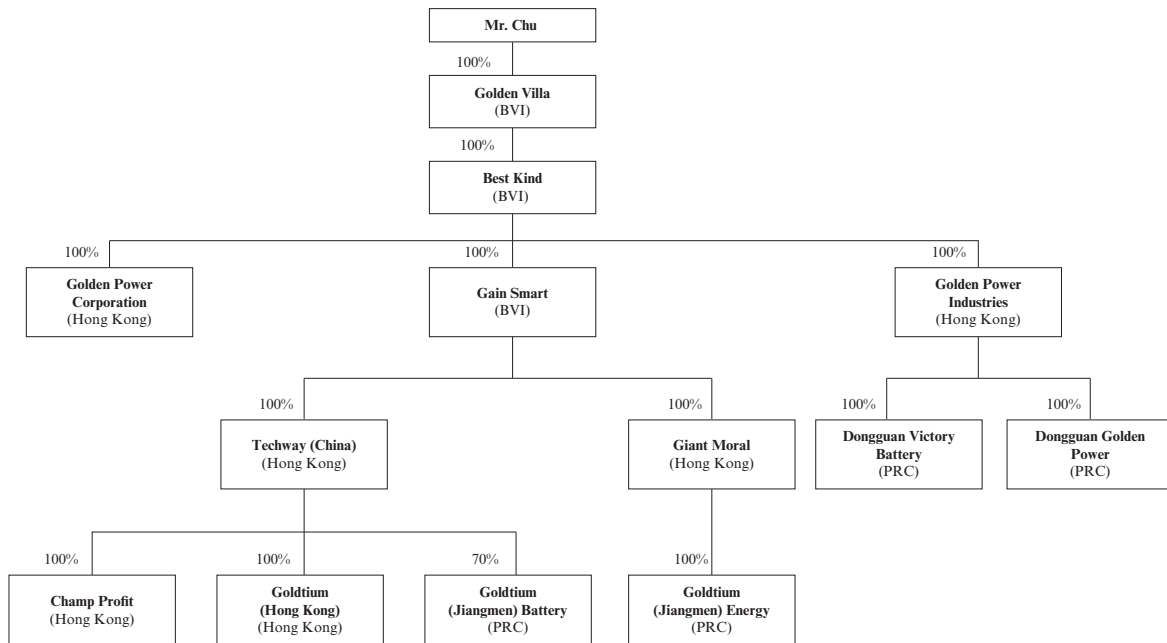 Mr. Chu
100%
Golden Villa
(BVI)
100%
Best Kind
(BVI)
100%
100%
100%
Golden Power
Corporation
(Hong Kong)
Gain Smart
(BVI)
Golden Power
Industries
(Hong Kong)
100%
100%
100%
100%
Techway (China)
(Hong Kong)
Giant Moral
(Hong Kong)
Dongguan Victory
Battery
(PRC)
Dongguan Golden
Power
(PRC)
100%
100%
70%
100%
Champ Profit
(Hong Kong)
Goldtium
(Hong Kong)
(Hong Kong)
Goldtium
(Jiangmen) Battery
(PRC)
Goldtium
(Jiangmen) Energy
(PRC)